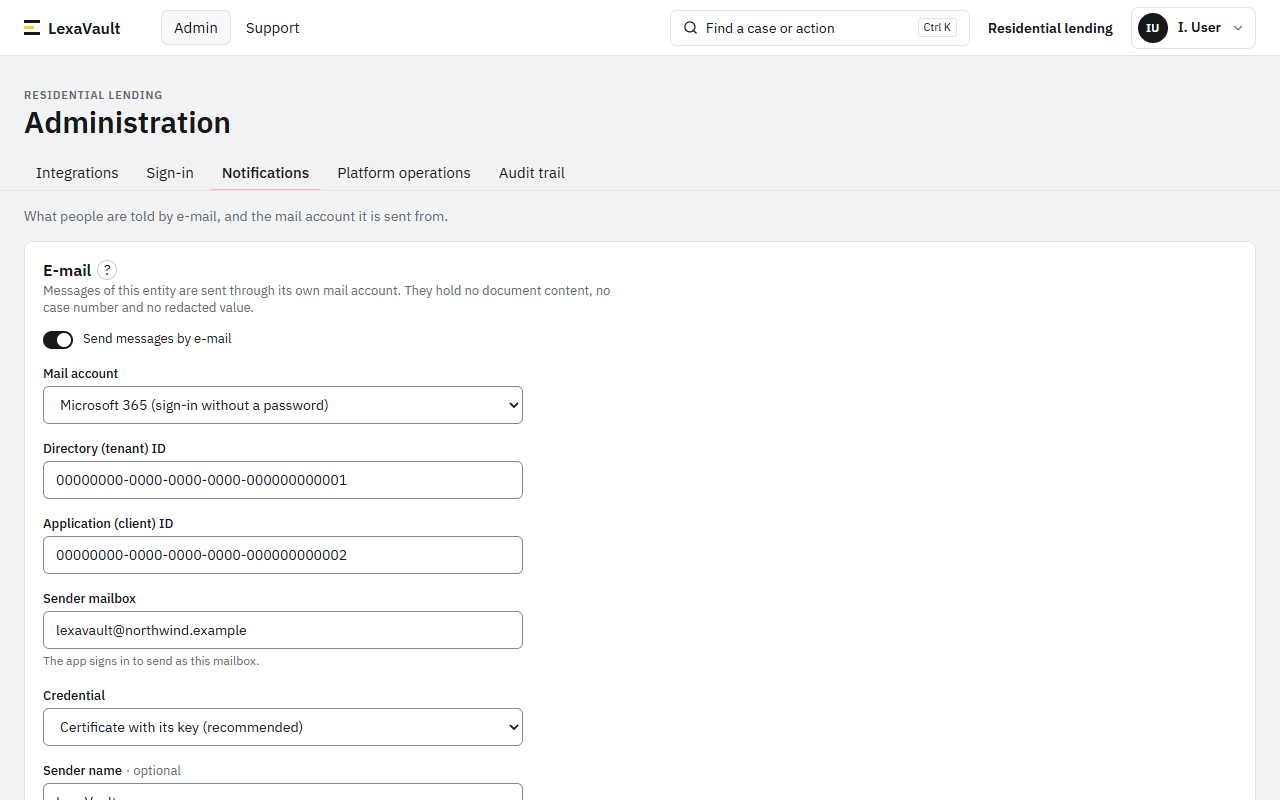 LexaVault
Admin
Support
Find a case or action
Ctrl K
Residential lending
IU
I. User
RESIDENTIAL LENDING
Administration
Integrations
Sign-in
Notifications
Platform operations
Audit trail
What people are told by e-mail, and the mail account it is sent from.
E-mail
?
Messages of this entity are sent through its own mail account. They hold no document content, no
case number and no redacted value.
Send messages by e-mail
Mail account
Microsoft 365 (sign-in without a password)
Directory (tenant) ID
00000000-0000-0000-0000-000000000001
Application (client) ID
00000000-0000-0000-0000-000000000002
Sender mailbox
lexavault@northwind.example
The app signs in to send as this mailbox.
Credential
Certificate with its key (recommended)
Sender name · optional